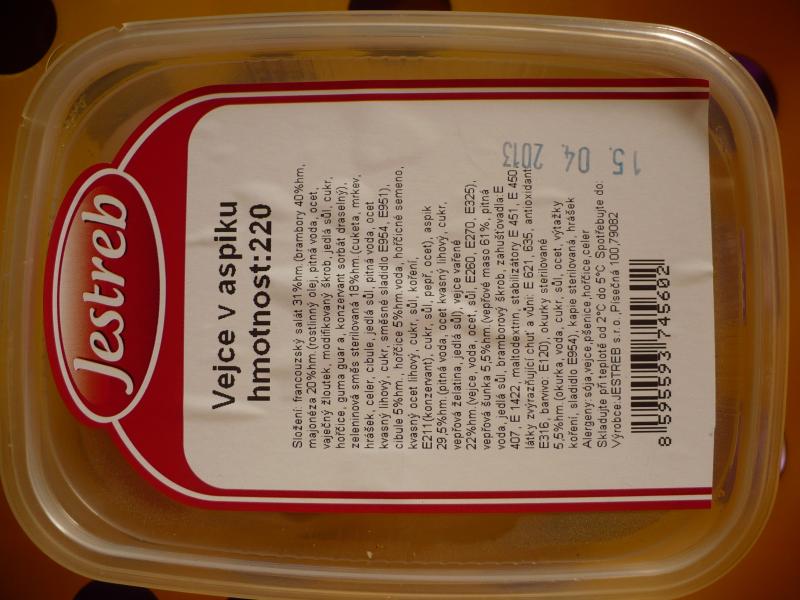 Jestreb
Vejce v aspiku
hmotnost:220
Složení: francouzský salát 31%hm.(brambory 40%hm,
majonéza 20%hm.(rostlinný olej, pitná voda, ocet,
vaječný žloutek, modifikovaný škrob, jedlá sůl, cukr,
hořčice, guma guar a, konzervant sorbát draselný),
zeleninová směs sterilovaná 18%hm.(cuketa, mrkev,
hrášek, celer, cibule, jedlá sůl, pitna voda, ocet
kvasný lihový, cukr, směsné sladidlo E954, E951),
cibule 5%hm., hořčice 5%hm.voda, hořčicné semeno,
kvasný ocet lihový, cukr, sůl, koření,
E211(konzervant), cukr, sůl, pepř, ocet), aspik
29,5%hm.(pitná voda, ocet kvasný lihový, cukr,
vepřová želatina, jedlá sůl), vejce vařené
22%hm.(vejce, voda, ocet, sůl, E260, E270, E325),
vepřová šunka 5,5%hm.(vepřové maso 61%, pitná
voda, jedlá sůl, bramborový škrob, zahušťovadla:E
407, E 1422, maltodextrin, stabilizátory E 451, E 450
látky zvýrazňující chuť a vůni: E 621, 635, antioxidant
E316, barvivo: E120), okurky sterilované
5,5%hm.(okurka, voda, cukr, sůl, ocet, výtažky
koření, sladidlo E954), kapie sterilovaná, hrášek
Alergeny:sója,vejce,pšenice,hořčice,celer
Skladujte při teplotě od 2°C do 5°C Spotřebujte do:
Výrobce:JESTREB s.r.o.,Písečná 100,79082
8 595593 745602
15. 04. 2013